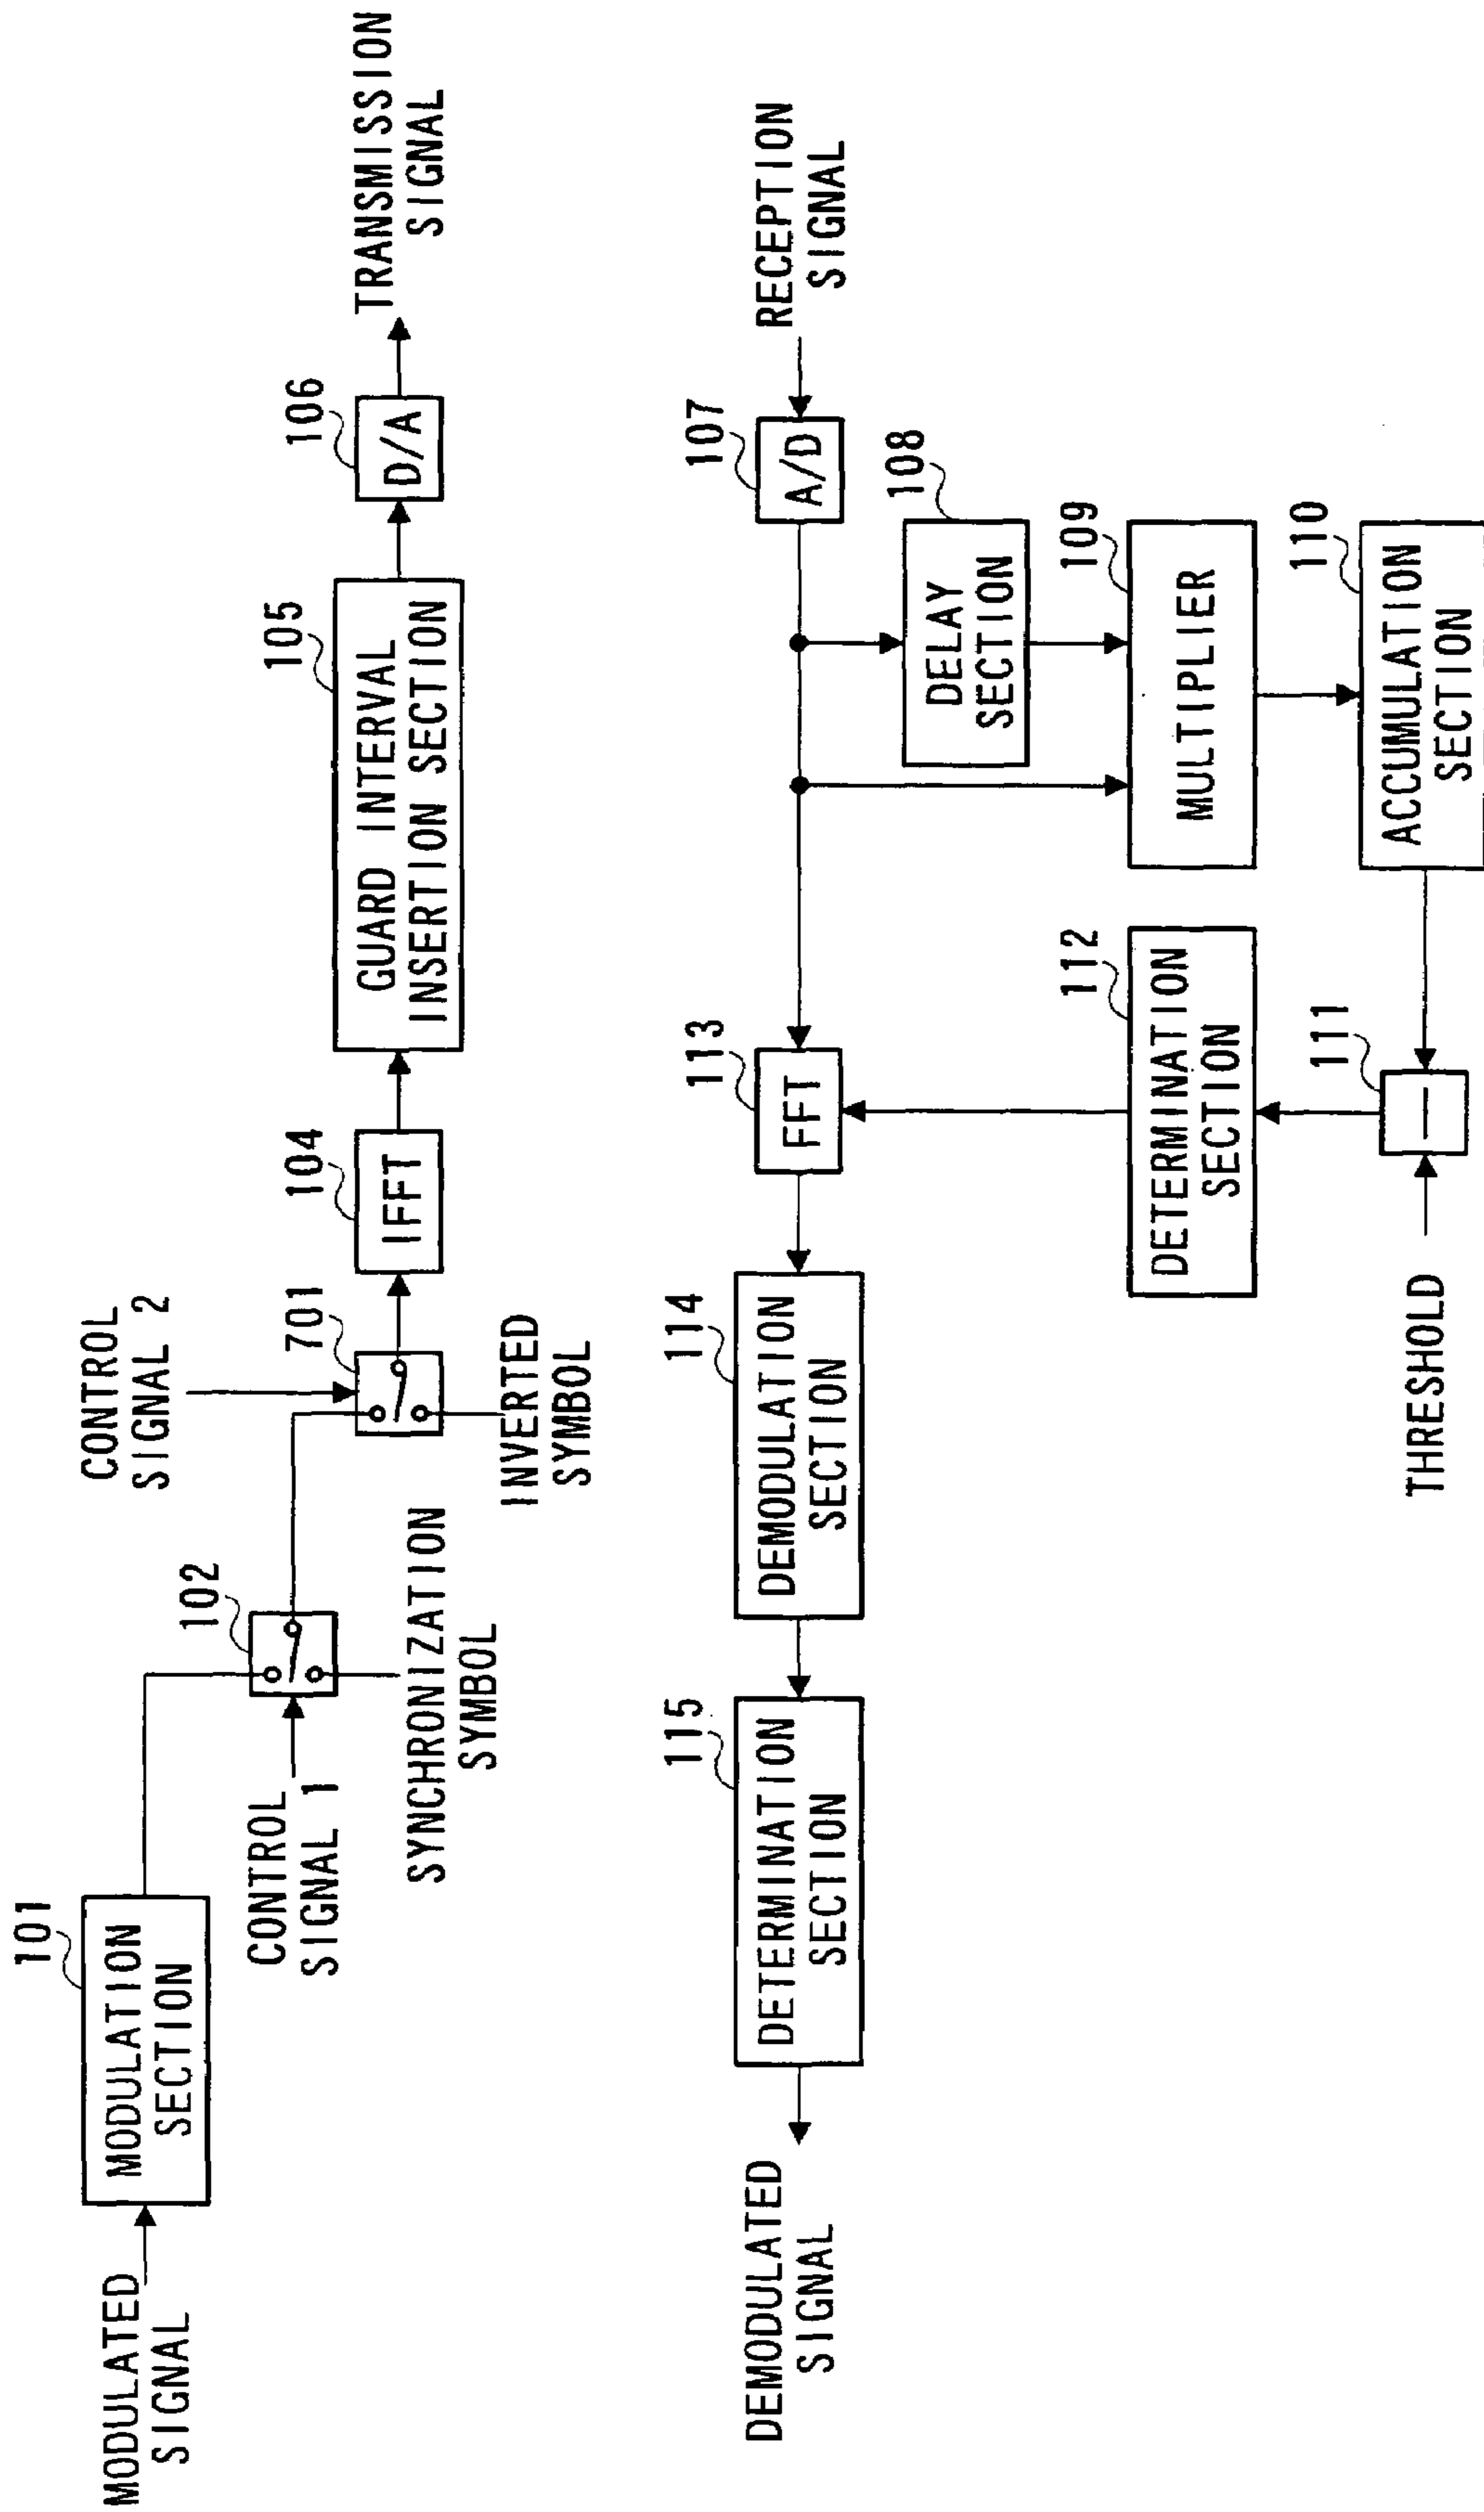 101
MODULATED
SIGNAL
MODULATION
SECTION
CONTROL
SIGNAL 1
102
SYNCHRONIZATION
SYMBOL
CONTROL
SIGNAL 2
701
INVERTED
SYMBOL
104
IFFT
105
GUARD INTERVAL
INSERTION SECTION
106
D/A
TRANSMISSION
SIGNAL
DEMODULATED
SIGNAL
115
DETERMINATION
SECTION
114
DEMODULATION
SECTION
113
FFT
107
A/D
RECEPTION
SIGNAL
108
DELAY
SECTION
109
MULTIPLIER
112
DETERMINATION
SECTION
110
ACCUMULATION
SECTION
111
THRESHOLD